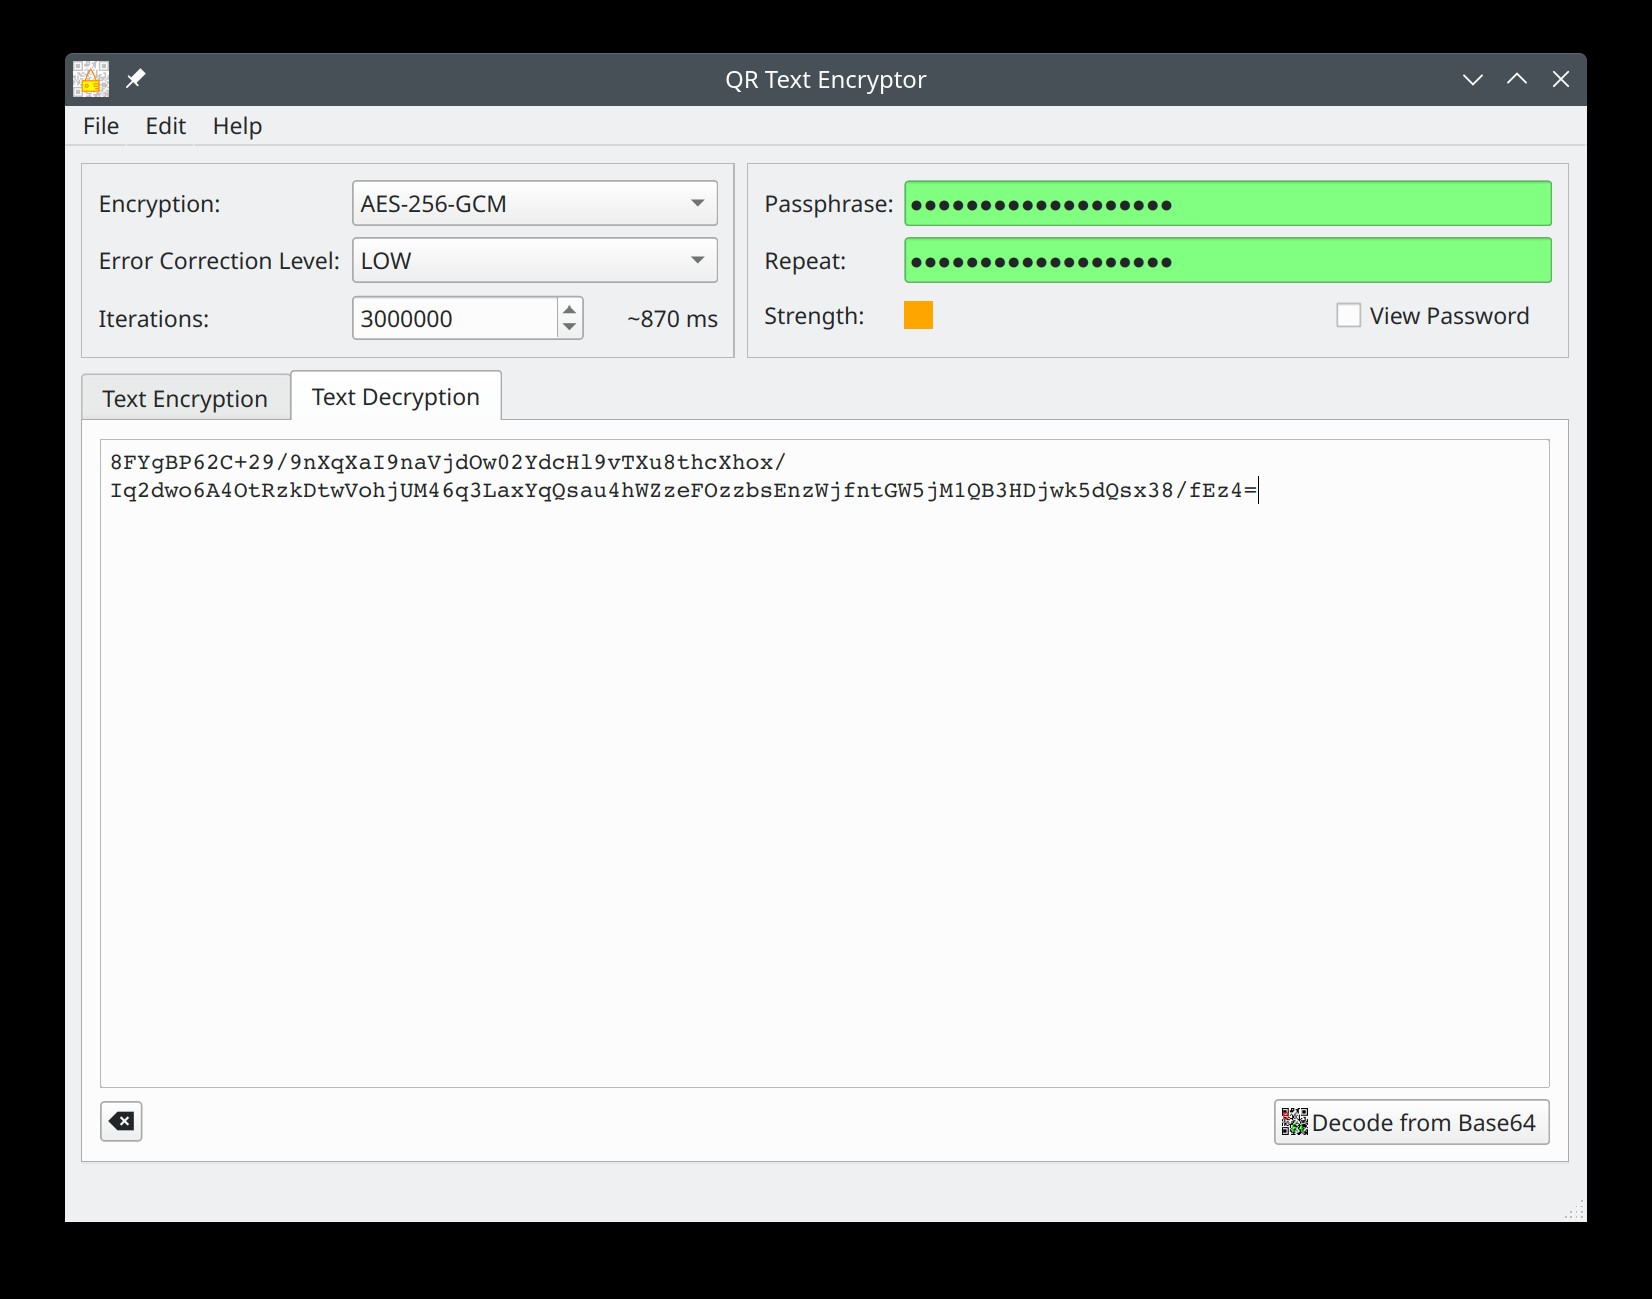 QR Text Encryptor
File Edit Help
Encryption: AES-256-GCM
Error Correction Level: LOW
Iterations: 3000000 ~870 ms
Passphrase: ●●●●●●●●●●●●●●●●●●●
Repeat: ●●●●●●●●●●●●●●●●●●●
Strength: View Password
Text Encryption Text Decryption
8FYgBP62C+29/9nXqXaI9naVjdOw02YdcHl9vTXu8thcXhox/
Iq2dwo6A4OtRzkDtwVohjUM46q3LaxYqQsau4hWZzeFOzzbsEnzWjfntGW5jM1QB3HDjwk5dQsx38/fEz4=
Decode from Base64